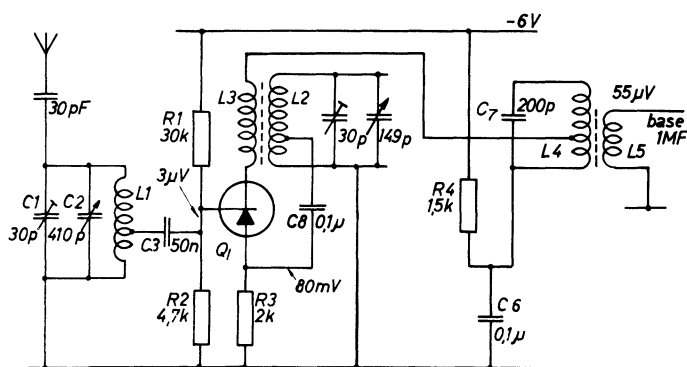 -6V
30pF
C1
30p
C2
410p
L1
C3
50n
3μV
R1
30k
R2
4,7k
Q1
R3
2k
L3
L2
C8
0,1μ
80mV
30p
149p
R4
1,5k
C7
200p
L4
L5
55μV
base
1MF
C6
0,1μ